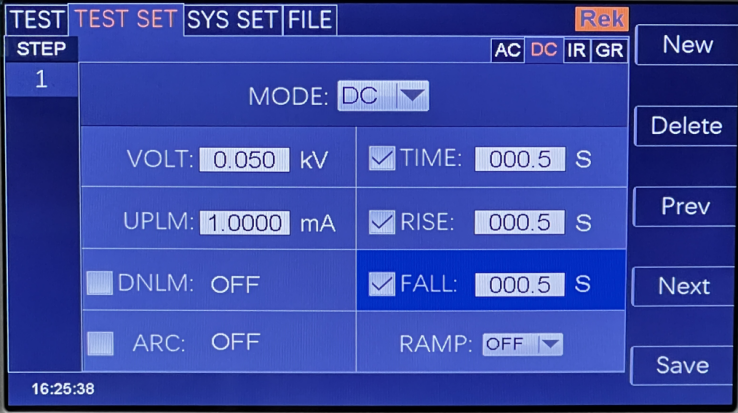 TEST TEST SET SYS SET FILE Rek
STEP AC DC IR GR
1
MODE: DC
VOLT: 0.050 kV TIME: 000.5 S
UPLM: 1.0000 mA RISE: 000.5 S
DNLM: OFF FALL: 000.5 S
ARC: OFF RAMP: OFF
16:25:38
New
Delete
Prev
Next
Save